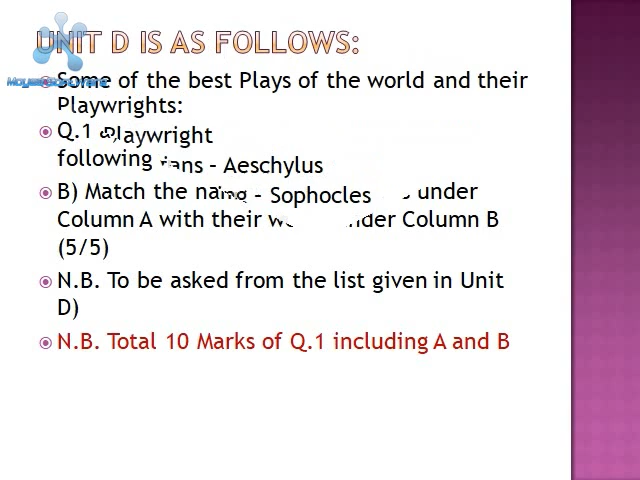 UNIT D IS AS FOLLOWS:
Some of the best Plays of the world and their
Playwrights:
Q.1 Playwright
following
– Aeschylus
B) Match the – Sophocles under
Column A with their under Column B
(5/5)
N.B. To be asked from the list given in Unit
D)
N.B. Total 10 Marks of Q.1 including A and B